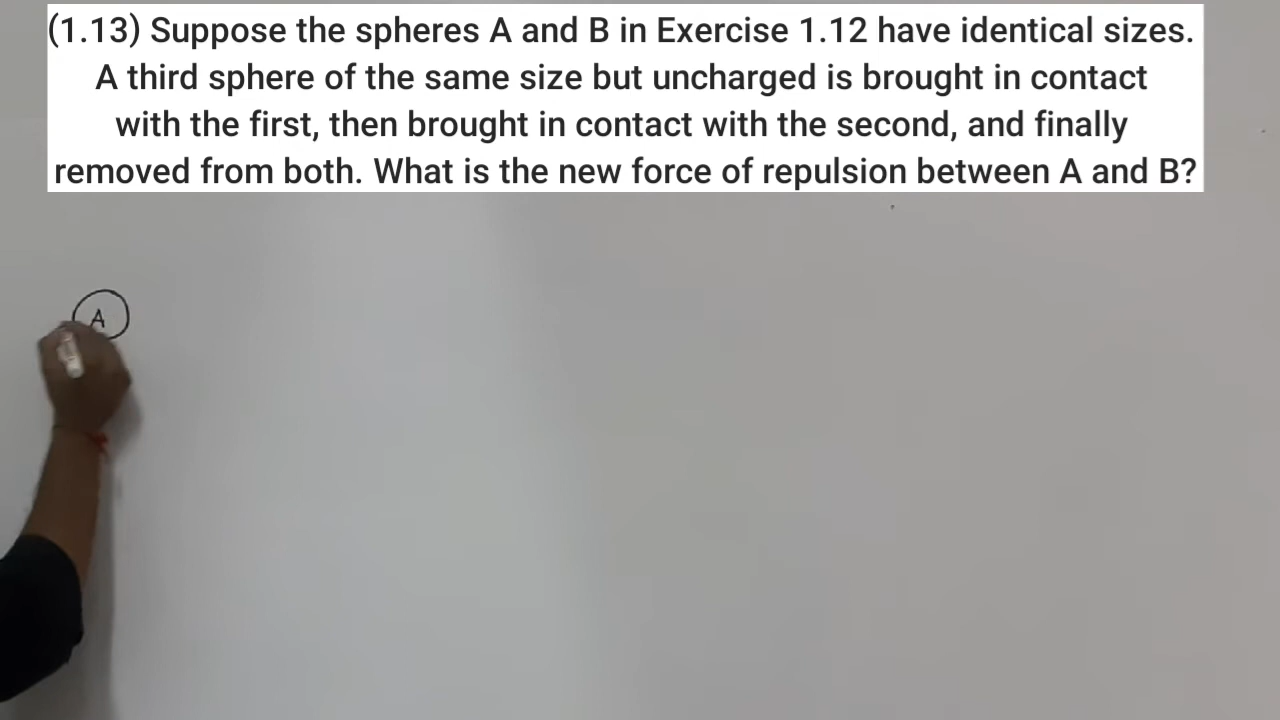 (1.13) Suppose the spheres A and B in Exercise 1.12 have identical sizes.
A third sphere of the same size but uncharged is brought in contact
with the first, then brought in contact with the second, and finally
removed from both. What is the new force of repulsion between A and B?
A